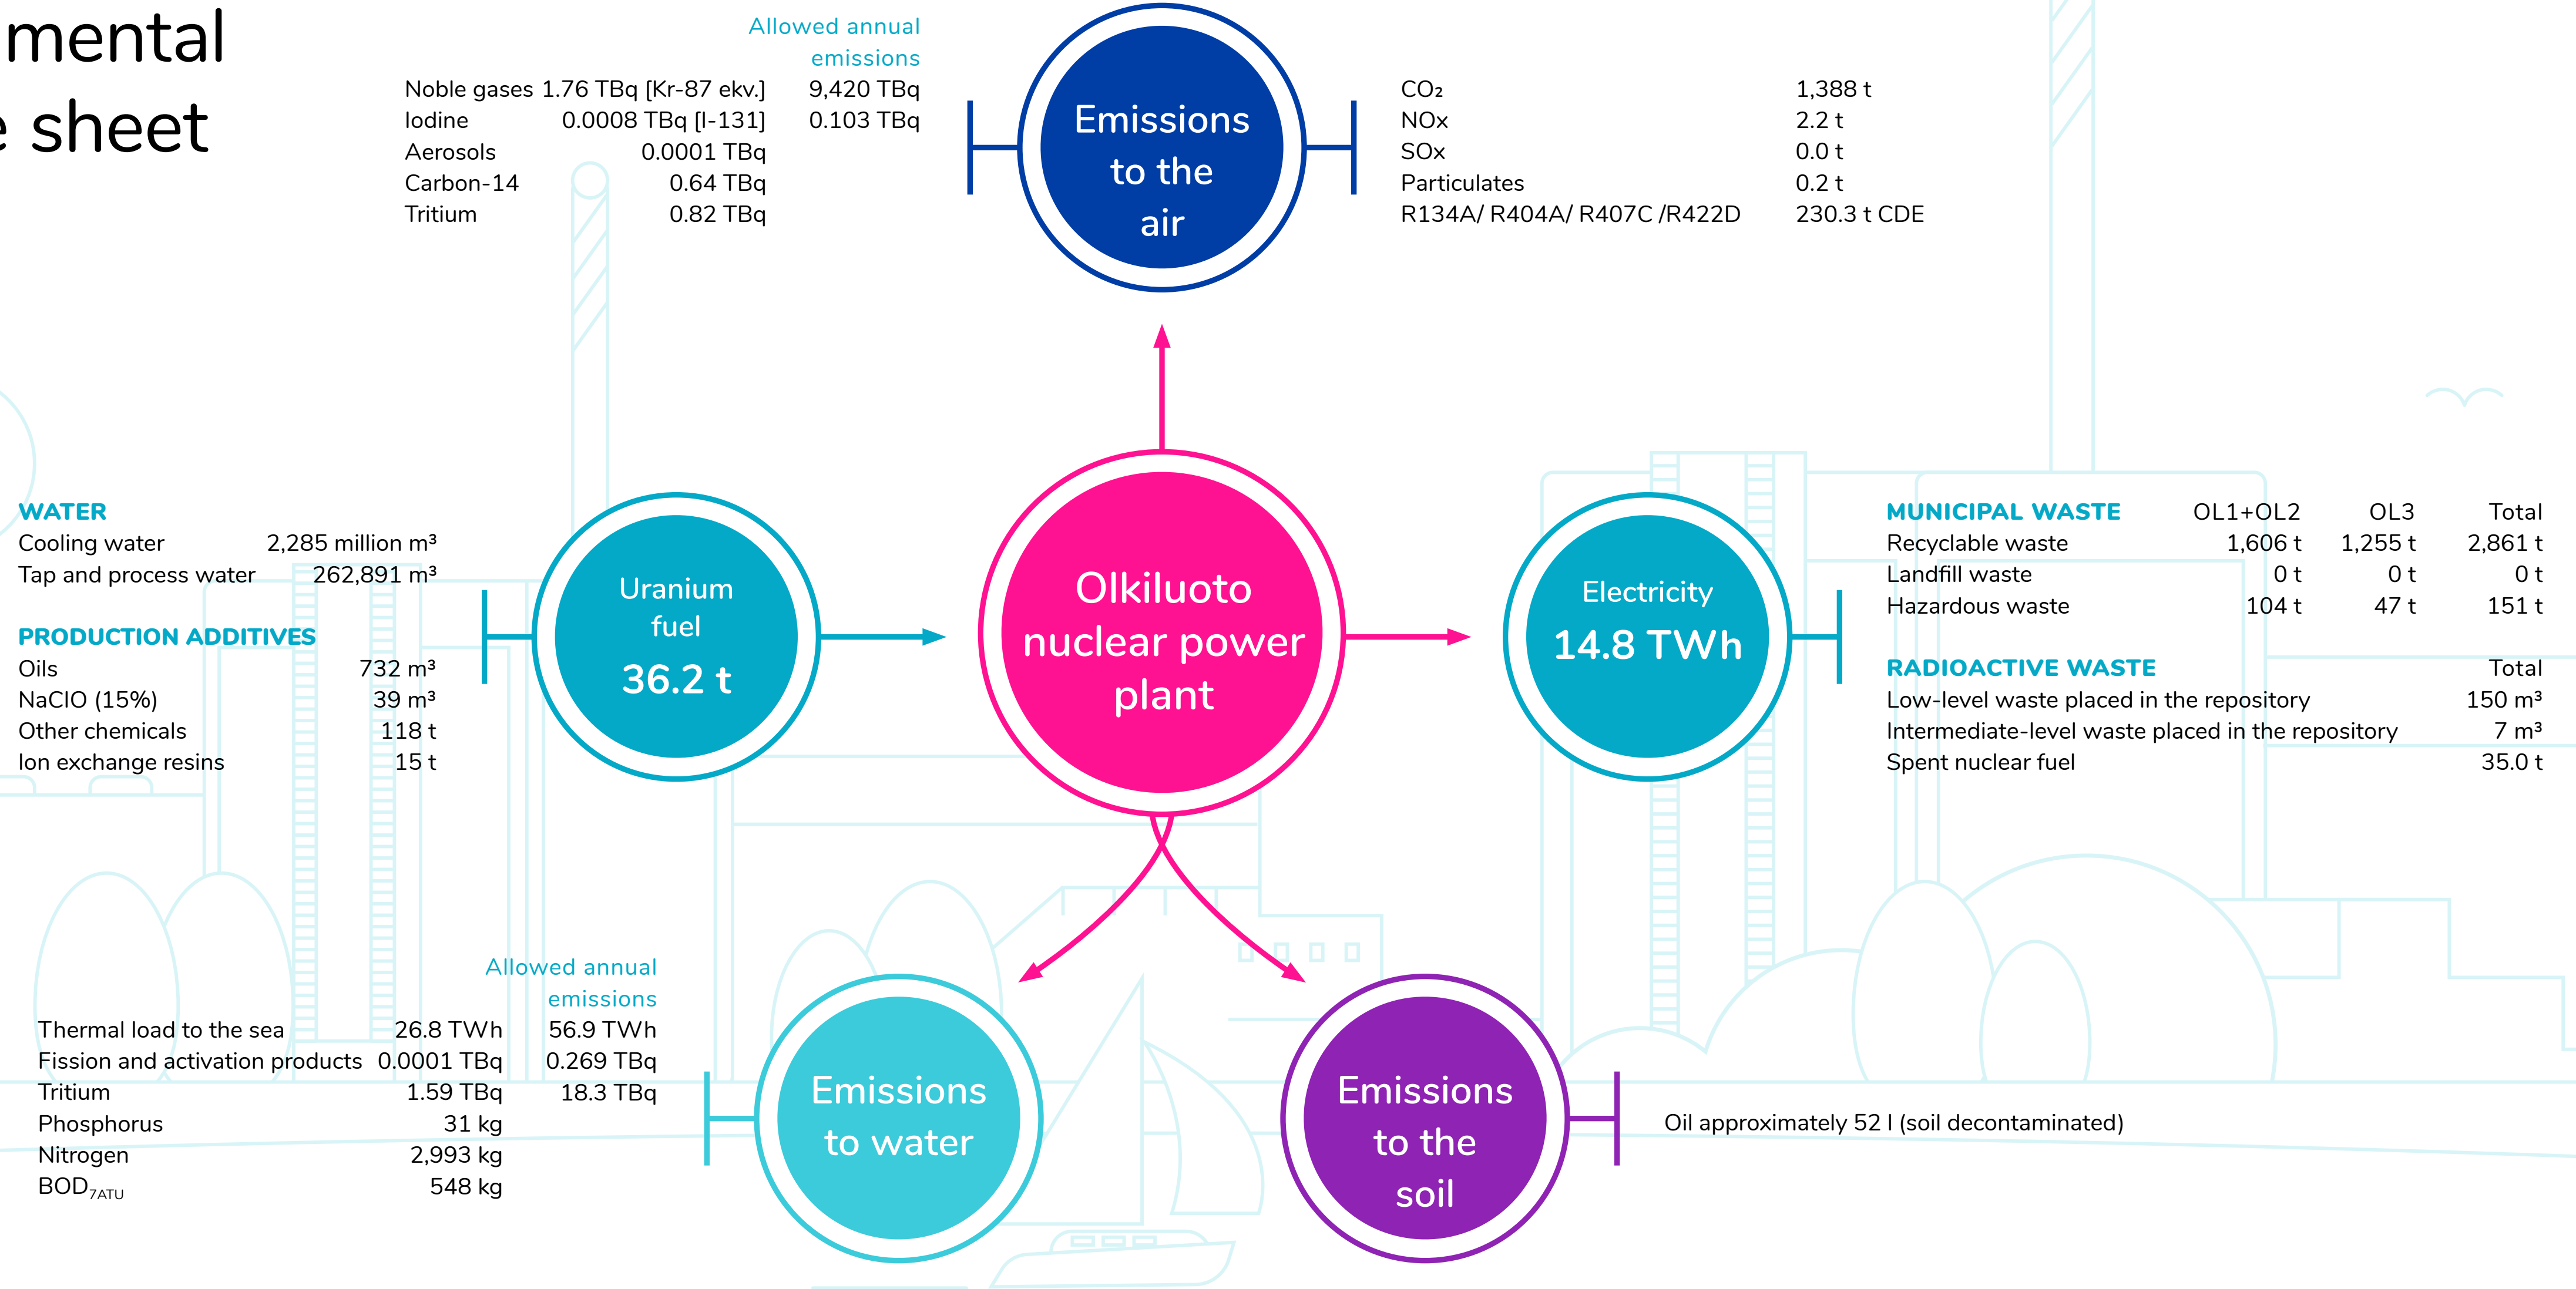 mental
e sheet
Allowed annual
emissions
Noble gases 1.76 TBq [Kr-87 ekv.] 9,420 TBq
Iodine 0.0008 TBq [I-131] 0.103 TBq
Aerosols 0.0001 TBq
Carbon-14 0.64 TBq
Tritium 0.82 TBq
Emissions
to the
air
CO₂ 1,388 t
NOx 2.2 t
SOx 0.0 t
Particulates 0.2 t
R134A/ R404A/ R407C /R422D 230.3 t CDE
WATER
Cooling water 2,285 million m³
Tap and process water 262,891 m³
PRODUCTION ADDITIVES
Oils 732 m³
NaClO (15%) 39 m³
Other chemicals 118 t
Ion exchange resins 15 t
Uranium
fuel
36.2 t
Olkiluoto
nuclear power
plant
Electricity
14.8 TWh
MUNICIPAL WASTE OL1+OL2 OL3 Total
Recyclable waste 1,606 t 1,255 t 2,861 t
Landfill waste 0 t 0 t 0 t
Hazardous waste 104 t 47 t 151 t
RADIOACTIVE WASTE Total
Low-level waste placed in the repository 150 m³
Intermediate-level waste placed in the repository 7 m³
Spent nuclear fuel 35.0 t
Allowed annual
emissions
Thermal load to the sea 26.8 TWh 56.9 TWh
Fission and activation products 0.0001 TBq 0.269 TBq
Tritium 1.59 TBq 18.3 TBq
Phosphorus 31 kg
Nitrogen 2,993 kg
BOD₇ATU 548 kg
Emissions
to water
Emissions
to the
soil
Oil approximately 52 l (soil decontaminated)